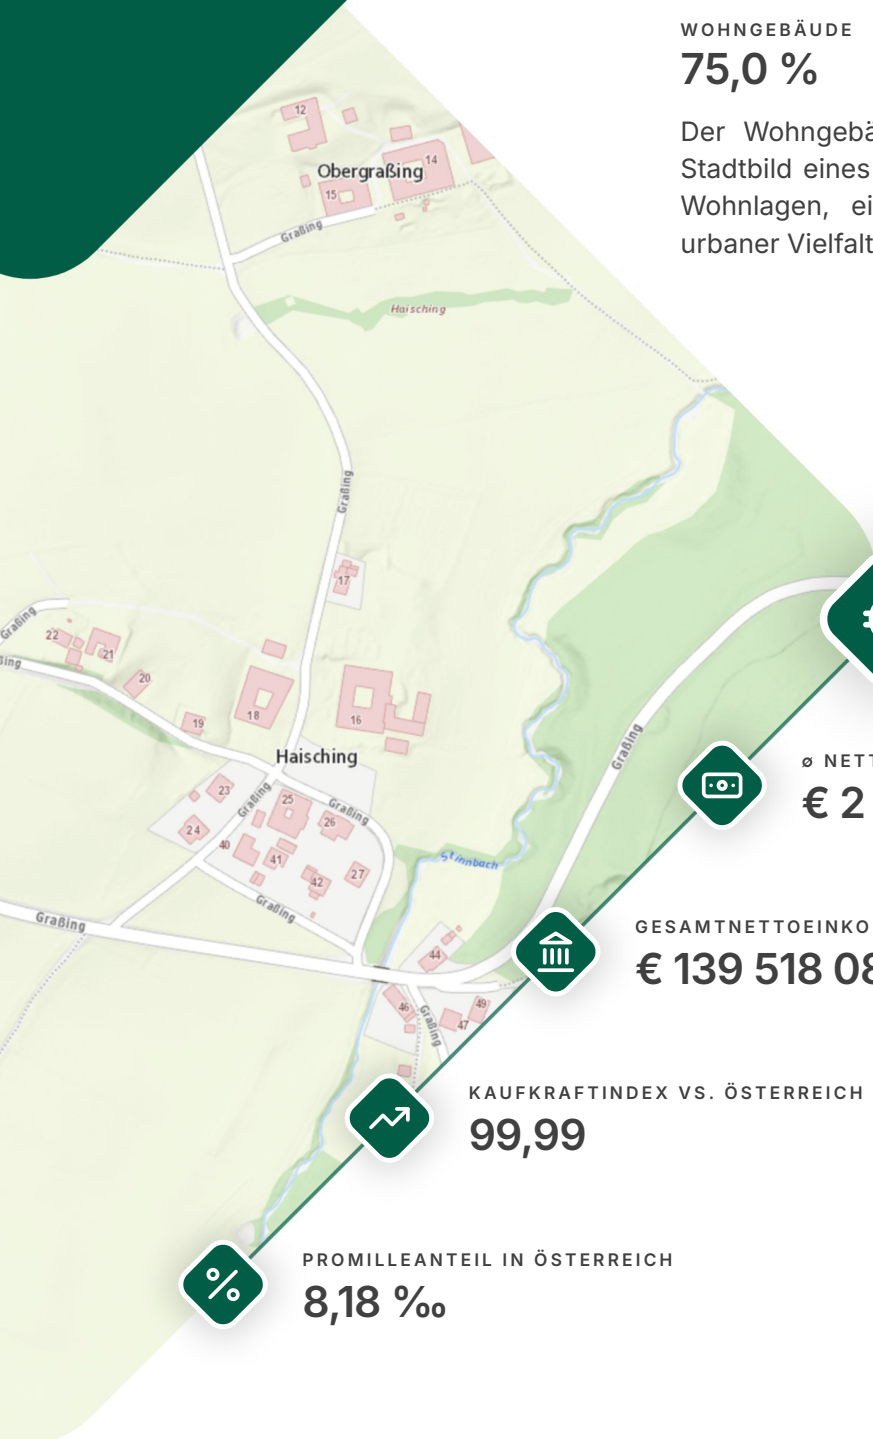 WOHNGEBÄUDE
75,0 %
Der Wohngebä
Stadtbild eines
Wohnlagen, ei
urbaner Vielfalt
12
Obergraßing
14
15
Graßing
Haisching
Graßing
17
Graßing
22
21
20
18
16
19
Haisching
Graßing
23
Graßing
25
Graßing
26
24
40
41
42
27
Stinnbach
Graßing
Graßing
44
46
Graßing
49
47
ø NETT
€ 2
GESAMTNETTOEINKO
€ 139 518 08
KAUFKRAFTINDEX VS. ÖSTERREICH
99,99
PROMILLEANTEIL IN ÖSTERREICH
8,18 ‰